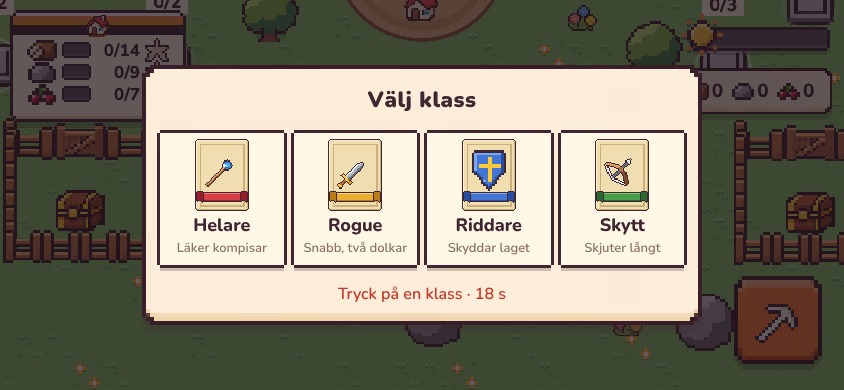 0/2
0/3
0/14
0/9
0/7
0
0
0
Välj klass
Helare
Läker kompisar
Rogue
Snabb, två dolkar
Riddare
Skyddar laget
Skytt
Skjuter långt
Tryck på en klass · 18 s